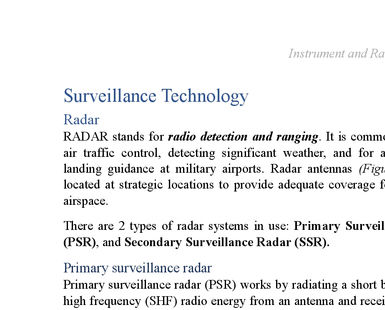 Instrument and Ra
Surveillance Technology
Radar
RADAR stands for radio detection and ranging. It is commo
air traffic control, detecting significant weather, and for a
landing guidance at military airports. Radar antennas (Figu
located at strategic locations to provide adequate coverage f
airspace.
There are 2 types of radar systems in use: Primary Surveil
(PSR), and Secondary Surveillance Radar (SSR).
Primary surveillance radar
Primary surveillance radar (PSR) works by radiating a short b
high frequency (SHF) radio energy from an antenna and recei